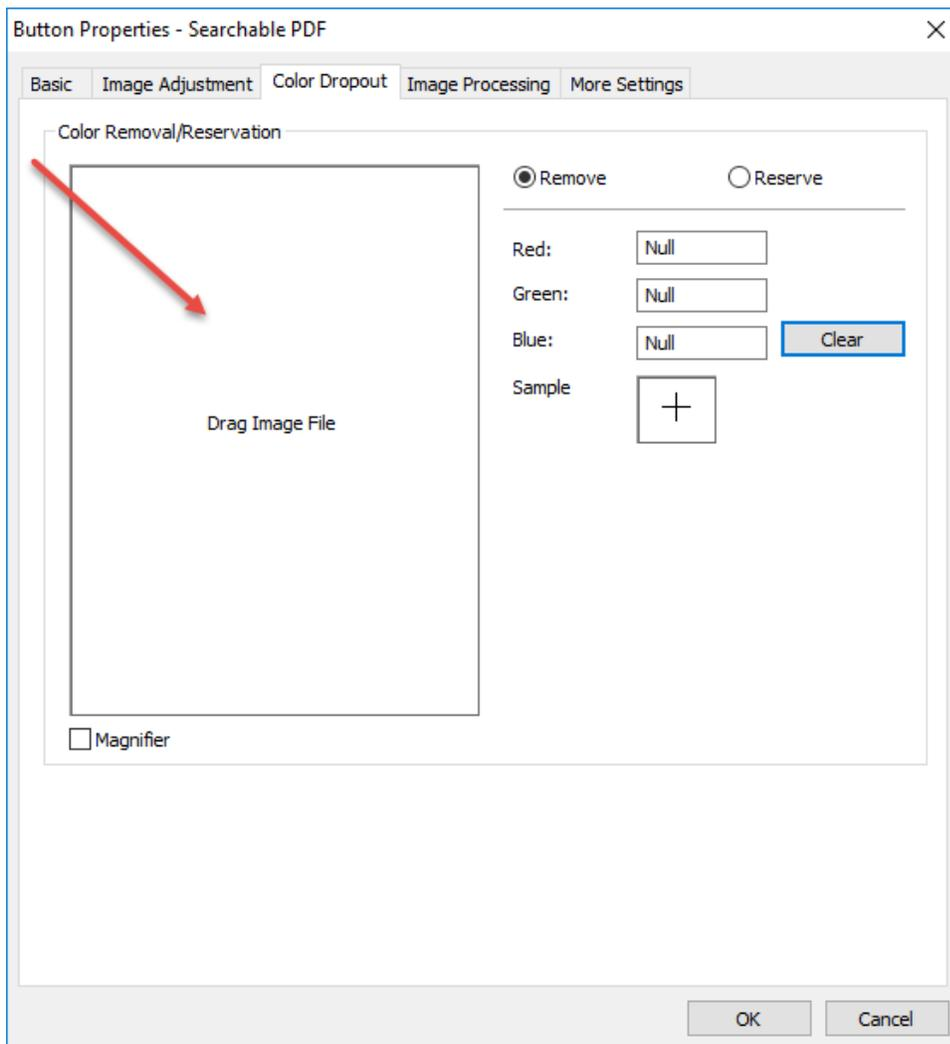 Button Properties - Searchable PDF
Basic Image Adjustment Color Dropout Image Processing More Settings
Color Removal/Reservation
Remove Reserve
Red: Null
Green: Null
Blue: Null Clear
Sample
Drag Image File
Magnifier
OK Cancel